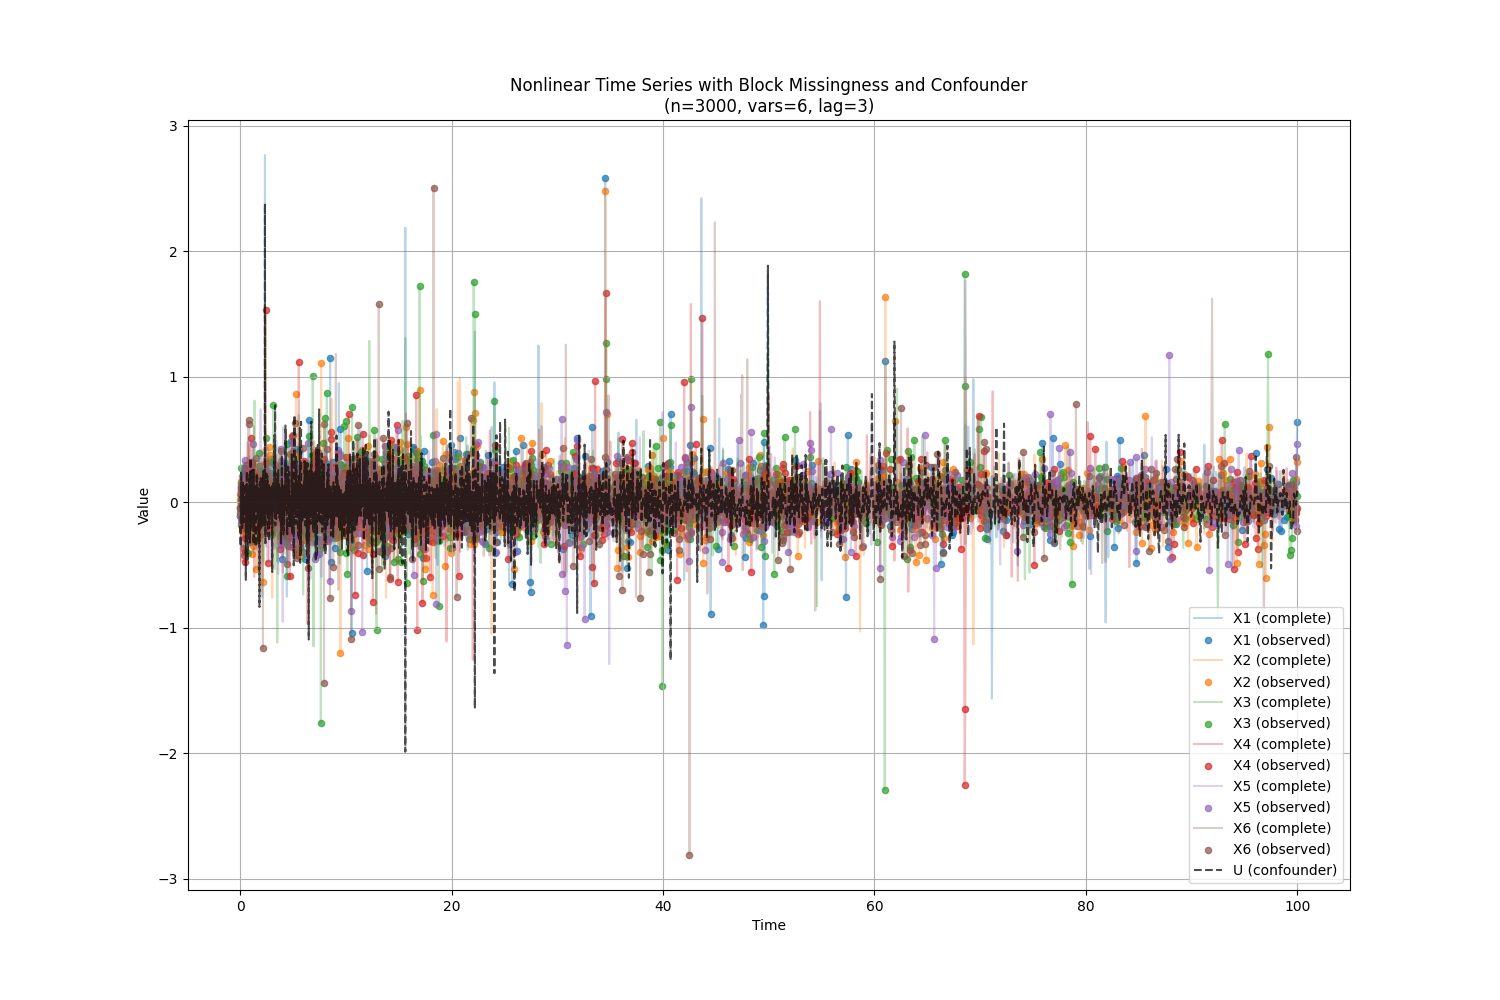 Nonlinear Time Series with Block Missingness and Confounder
(n=3000, vars=6, lag=3)
3
2
1
0
−1
−2
−3
Value
0
20
40
60
80
100
Time
X1 (complete)
X1 (observed)
X2 (complete)
X2 (observed)
X3 (complete)
X3 (observed)
X4 (complete)
X4 (observed)
X5 (complete)
X5 (observed)
X6 (complete)
X6 (observed)
U (confounder)